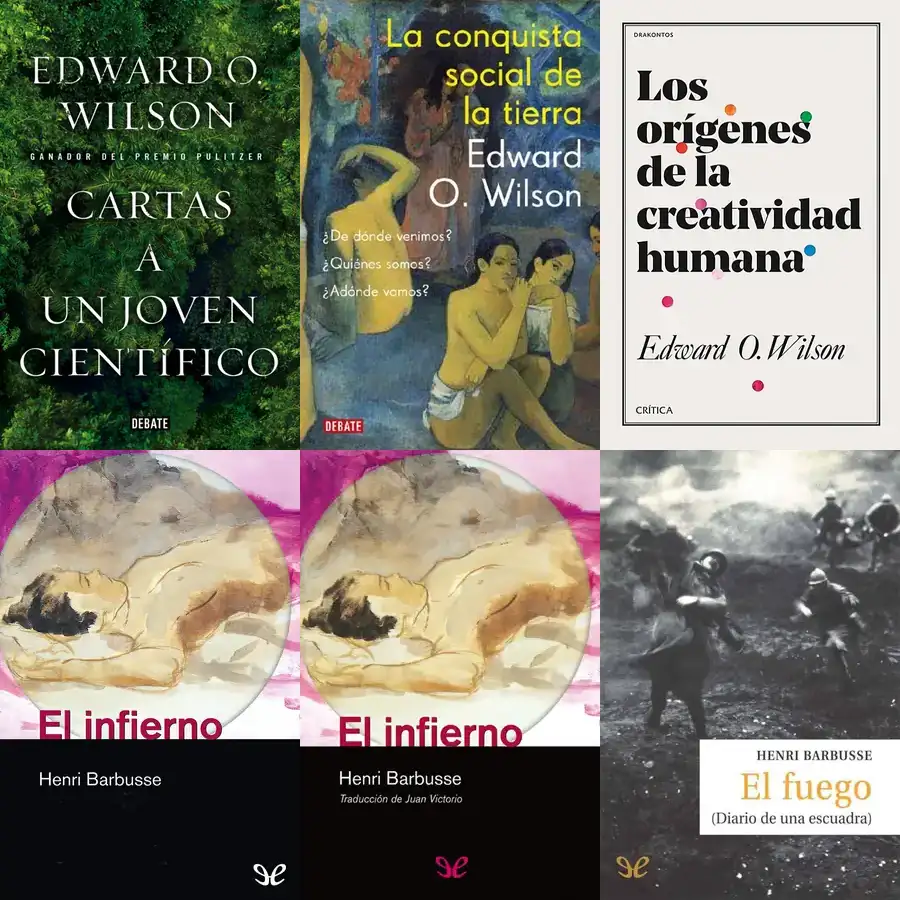 EDWARD O.
WILSON
GANADOR DEL PREMIO PULITZER
CARTAS
A
UN JOVEN
CIENTÍFICO
DEBATE
La conquista
social de
la tierra
Edward
O. Wilson
¿De dónde venimos?
¿Quiénes somos?
¿Adónde vamos?
DEBATE
DRAKONTOS
Los
orígenes
de la
creatividad
humana
Edward O. Wilson
CRÍTICA
El infierno
Henri Barbusse
El infierno
Henri Barbusse
Traducción de Juan Victorio
HENRI BARBUSSE
El fuego
(Diario de una escuadra)